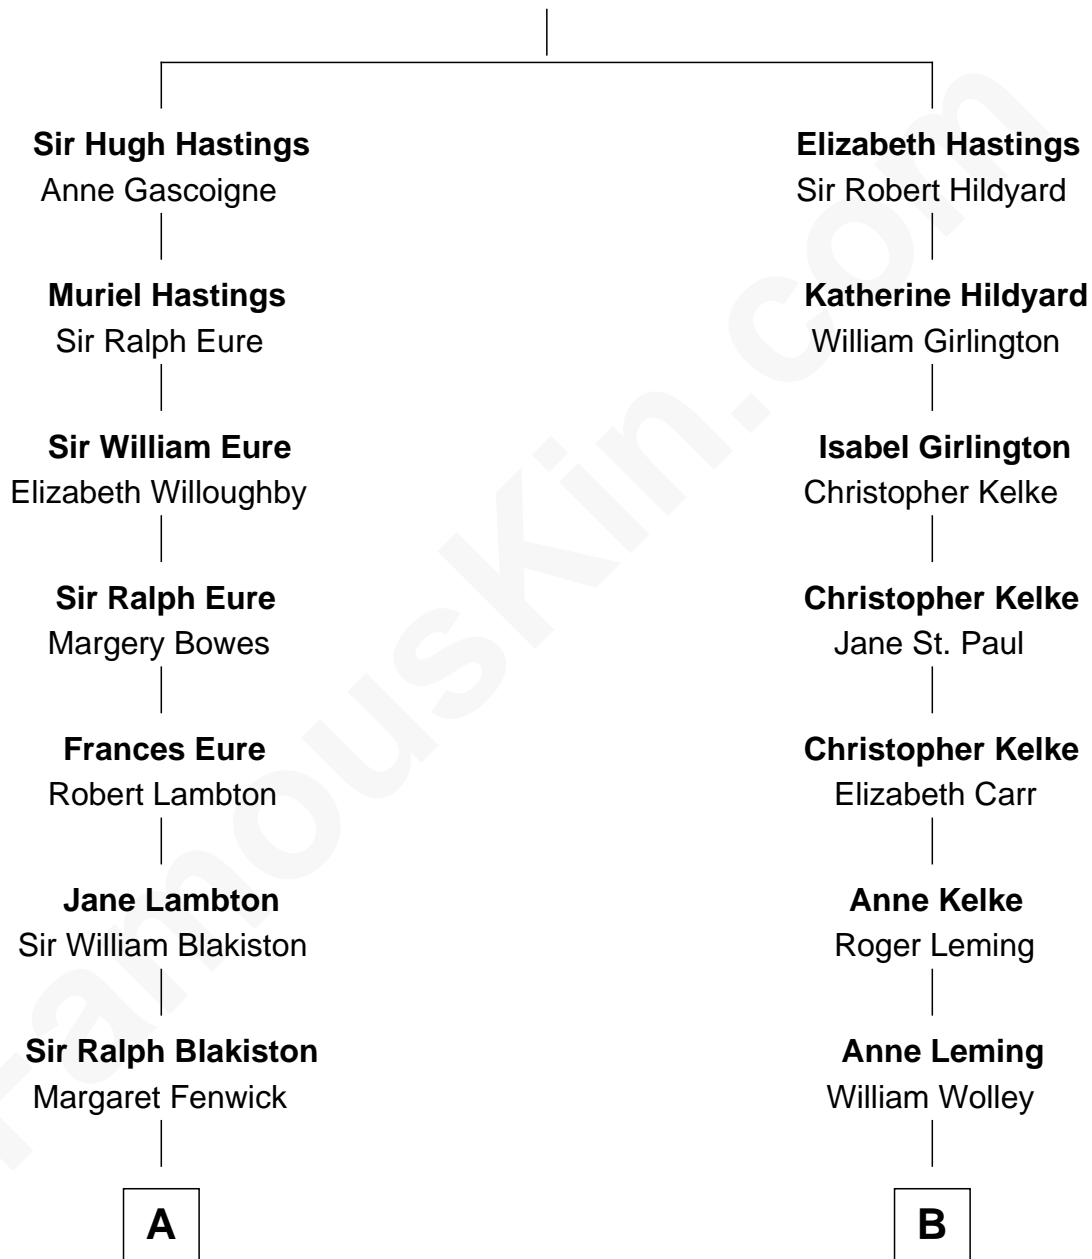 Sir Hugh Hastings
Anne Gascoigne
Muriel Hastings
Sir Ralph Eure
Sir William Eure
Elizabeth Willoughby
Sir Ralph Eure
Margery Bowes
Frances Eure
Robert Lambton
Jane Lambton
Sir William Blakiston
Sir Ralph Blakiston
Margaret Fenwick
A
Elizabeth Hastings
Sir Robert Hildyard
Katherine Hildyard
William Girlington
Isabel Girlington
Christopher Kelke
Christopher Kelke
Jane St. Paul
Christopher Kelke
Elizabeth Carr
Anne Kelke
Roger Leming
Anne Leming
William Wolley
B
FamousKin.com